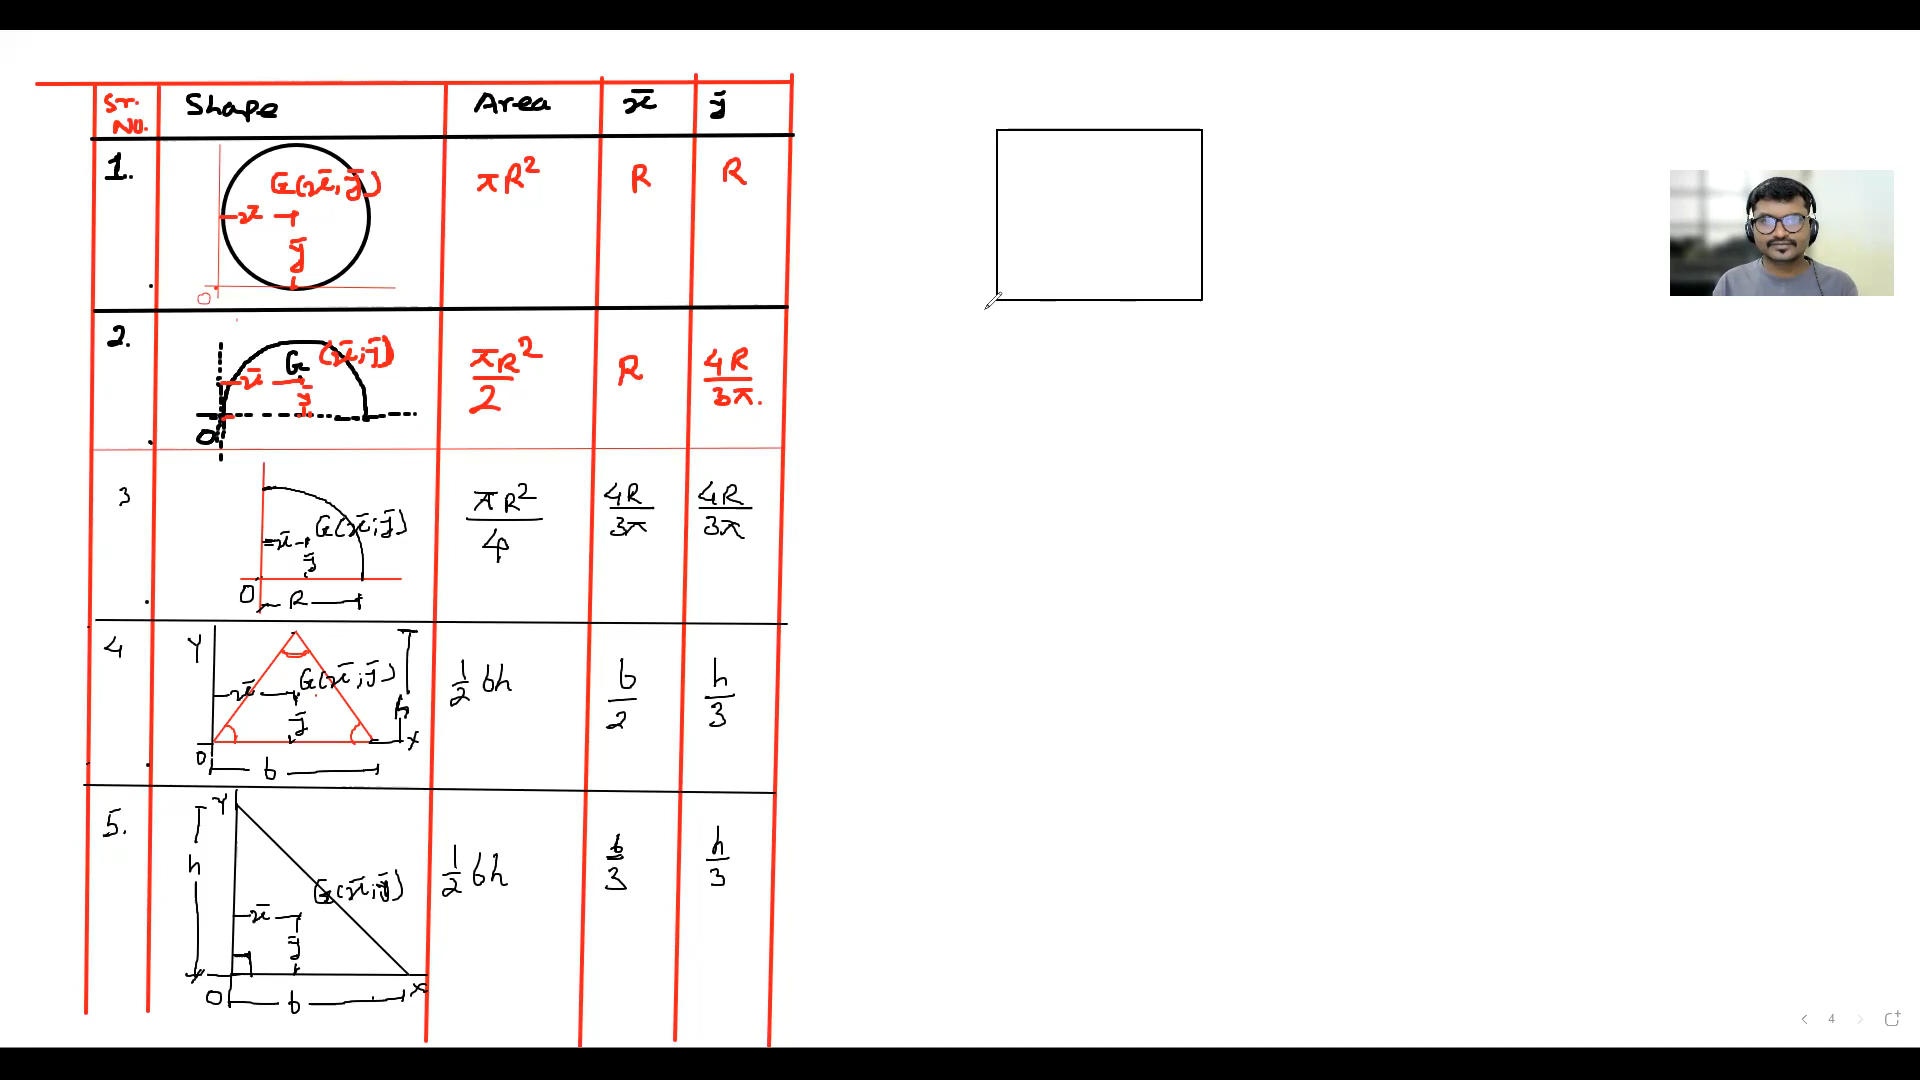 Sr. No. Shape Area x̄ ȳ
1. πR² R R
G(x̄, ȳ)
x̄
ȳ
O
2. πR²/2 R 4R/3π.
G (x̄, ȳ)
x̄
ȳ
O
3 πR²/4 4R/3π 4R/3π
G(x̄, ȳ)
x̄
ȳ
O
R
4 1/2 bh b/2 h/3
Y
G(x̄, ȳ)
x̄
ȳ
h
O
X
b
5. 1/2 bh b/3 h/3
Y
h
G(x̄, ȳ)
x̄
ȳ
O
X
b
4